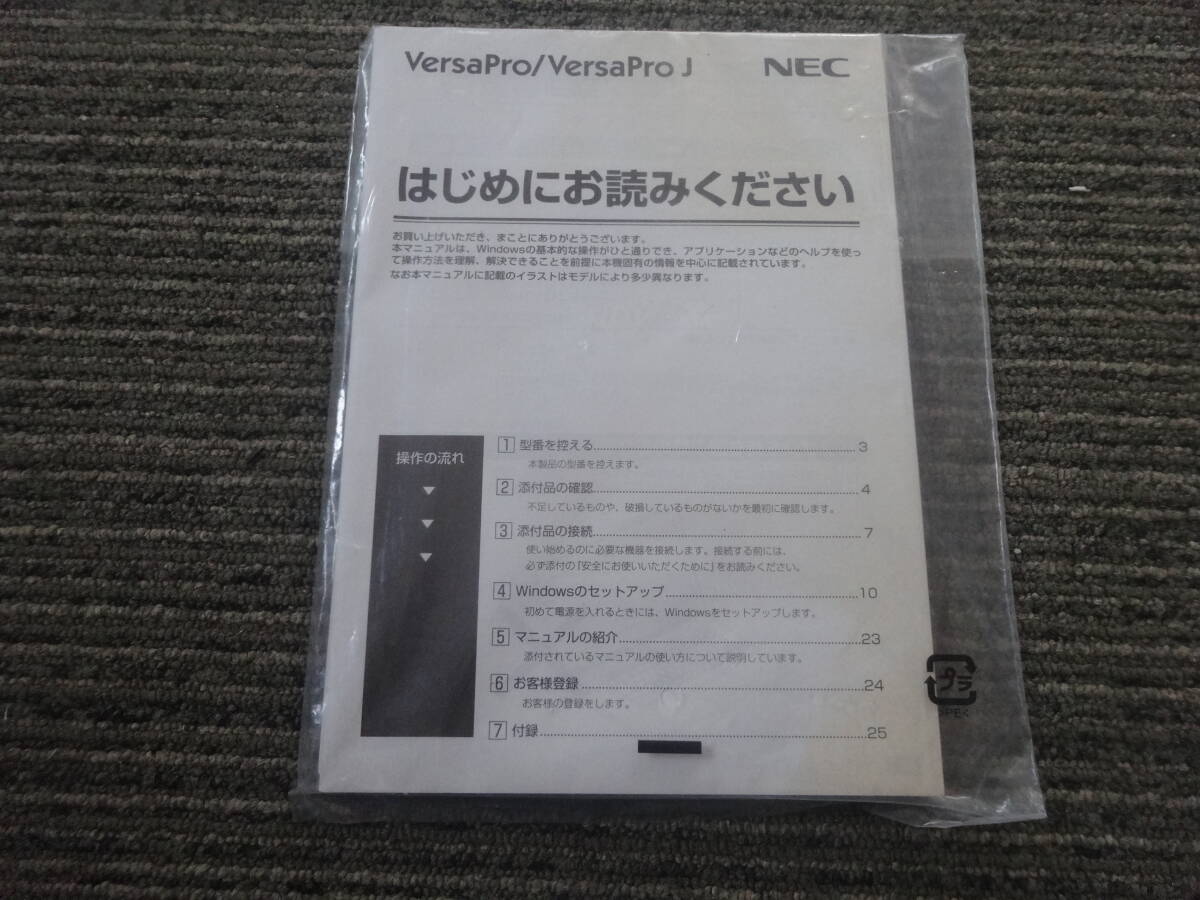 VersaPro/VersaPro J NEC
はじめにお読みください
お買い上げいただき、まことにありがとうございます。
本マニュアルは、Windowsの基本的な操作がひと通りでき、アプリケーションなどのヘルプを使っ
て操作方法を理解、解決できることを前提に本機固有の情報を中心に記載されています。
なお本マニュアルに記載のイラストはモデルにより多少異なります。
操作の流れ
1 型番を控える 3
本製品の型番を控えます。
2 添付品の確認 4
不足しているものや、破損しているものがないかを最初に確認します。
3 添付品の接続 7
使い始めるのに必要な機器を接続します。接続する前には、
必ず添付の「安全にお使いいただくために」をお読みください。
4 Windowsのセットアップ 10
初めて電源を入れるときには、Windowsをセットアップします。
5 マニュアルの紹介 23
添付されているマニュアルの使い方について説明しています。
6 お客様登録 24
お客様の登録をします。
7 付録 25
プラ